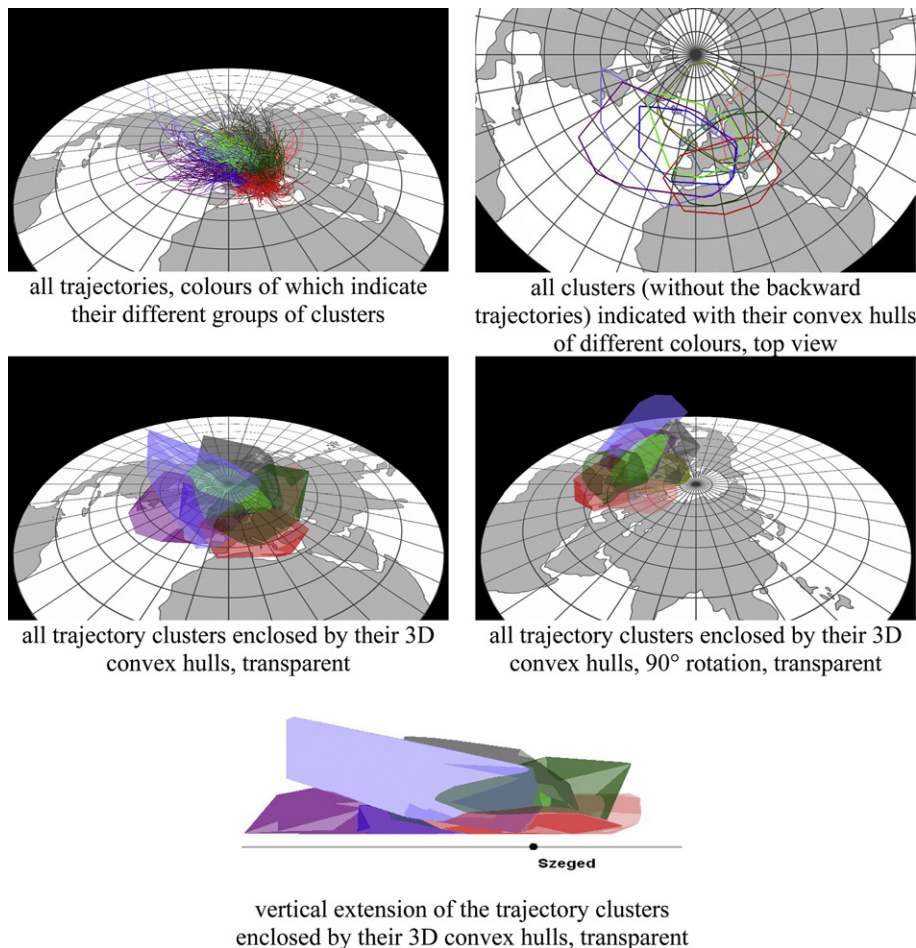 all trajectories, colours of which indicate
their different groups of clusters
all clusters (without the backward
trajectories) indicated with their convex hulls
of different colours, top view
all trajectory clusters enclosed by their 3D
convex hulls, transparent
all trajectory clusters enclosed by their 3D
convex hulls, 90° rotation, transparent
Szeged
vertical extension of the trajectory clusters
enclosed by their 3D convex hulls, transparent